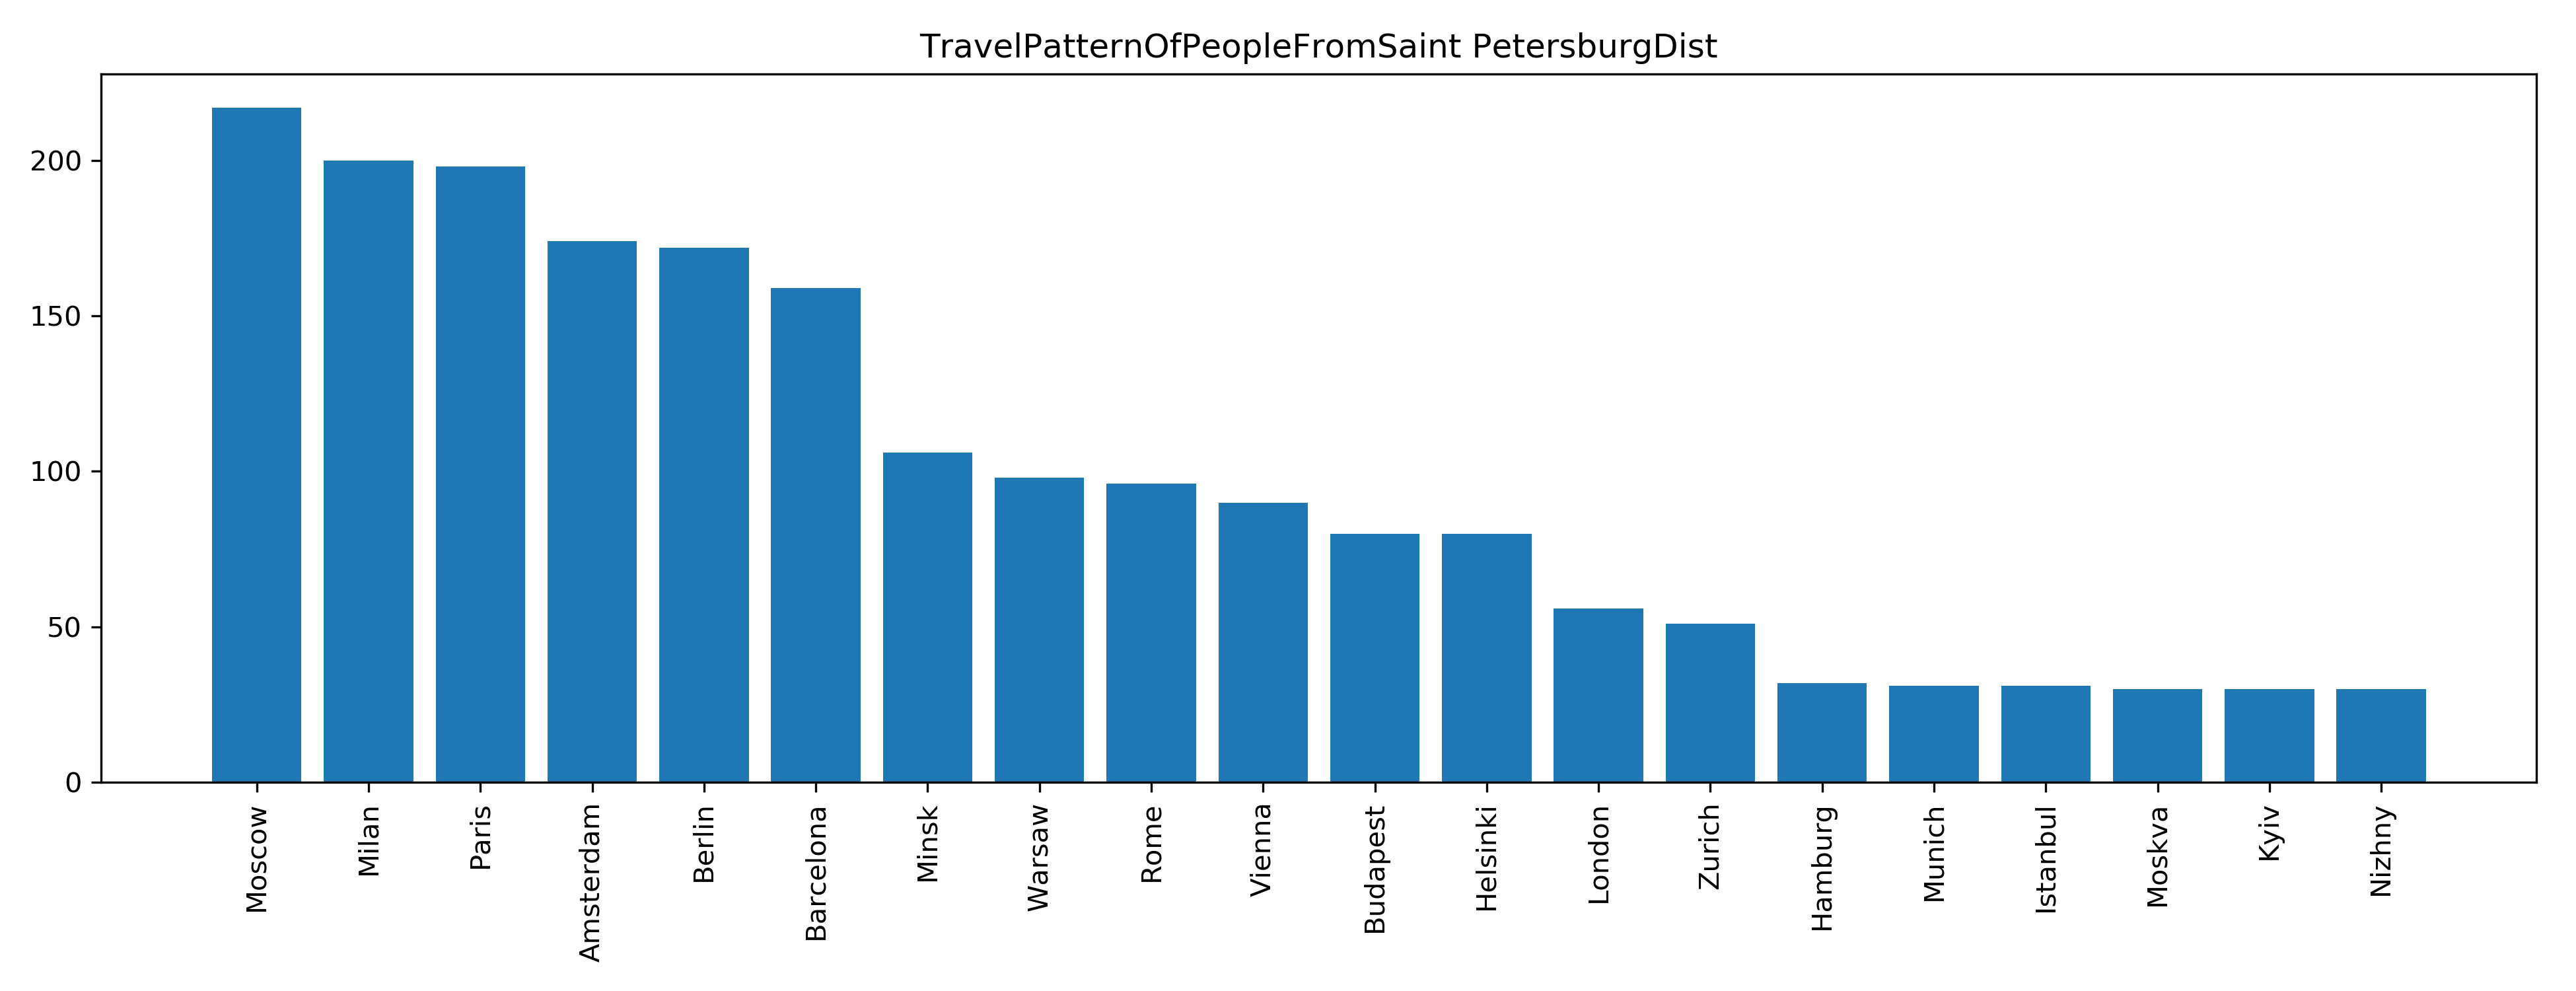 TravelPatternOfPeopleFromSaint PetersburgDist
200
150
100
50
0
Moscow
Milan
Paris
Amsterdam
Berlin
Barcelona
Minsk
Warsaw
Rome
Vienna
Budapest
Helsinki
London
Zurich
Hamburg
Munich
Istanbul
Moskva
Kyiv
Nizhny